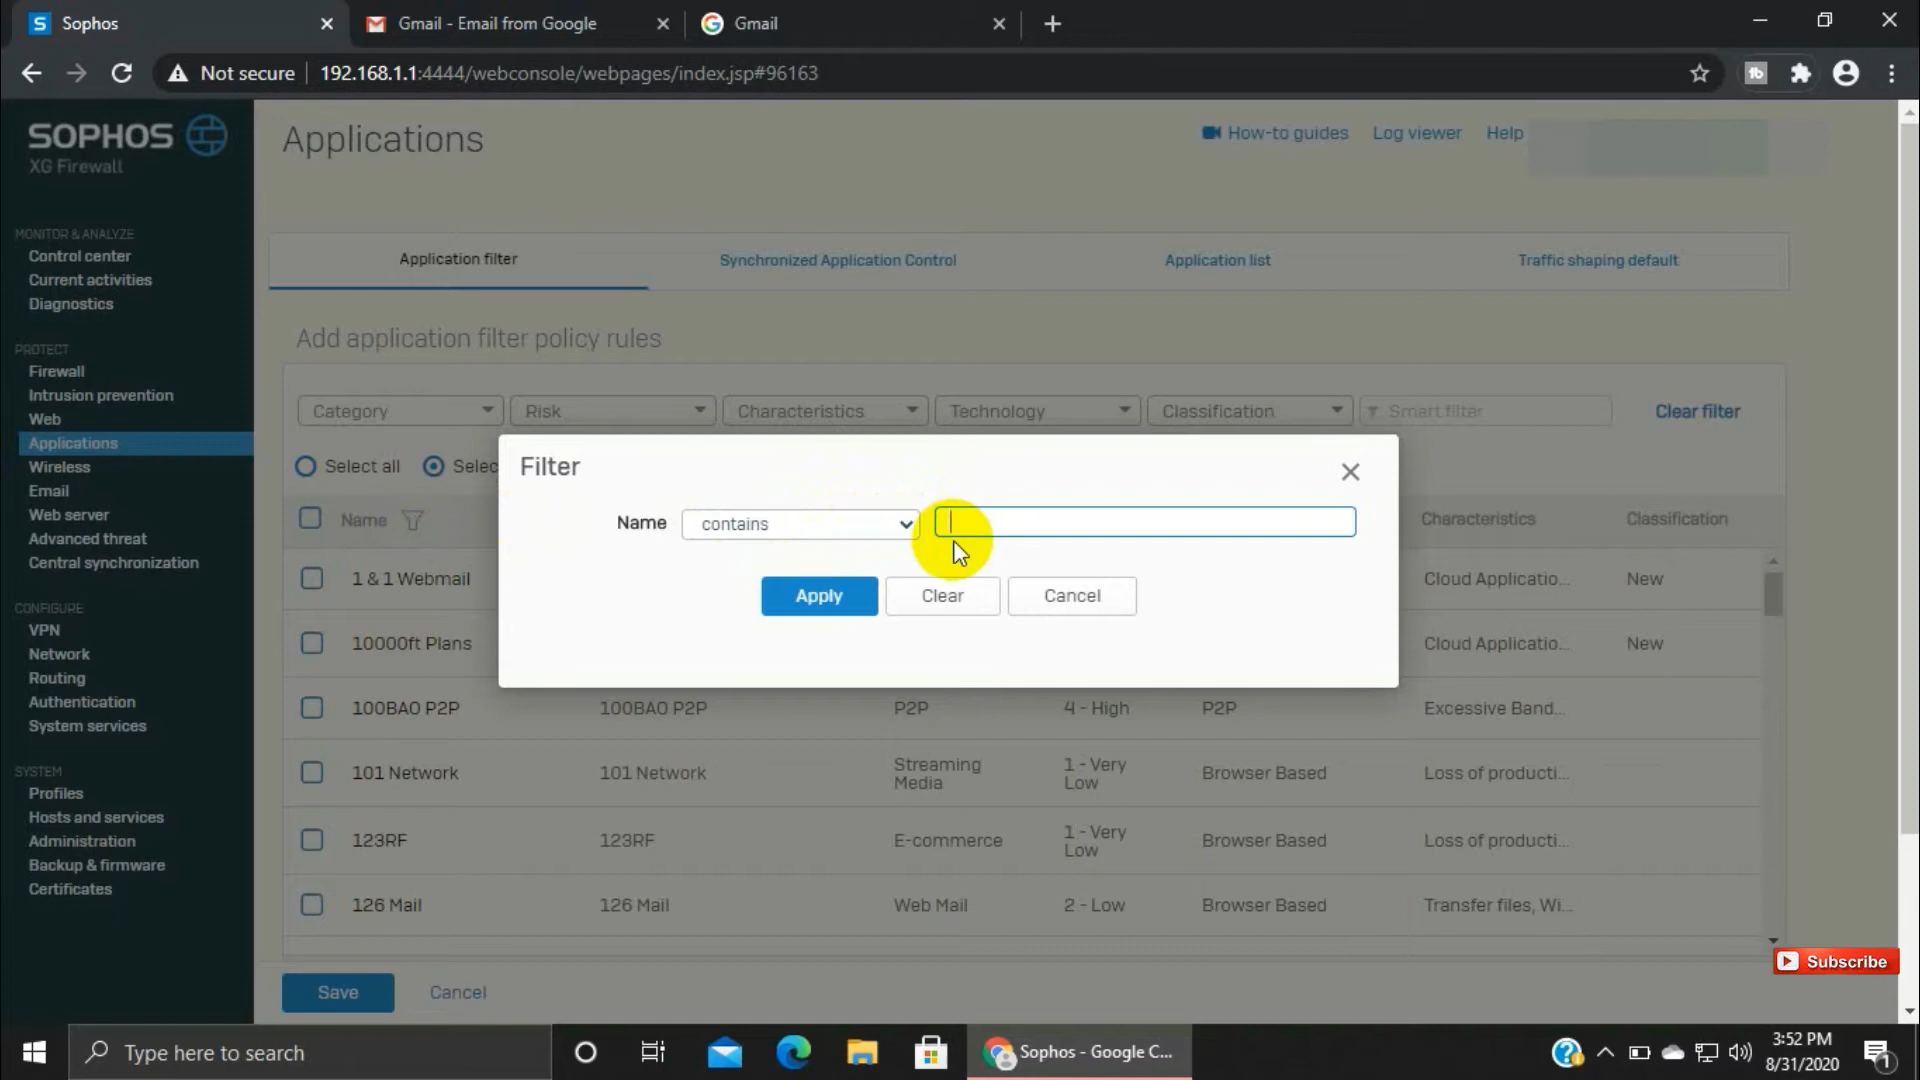 Sophos
Gmail - Email from Google
Gmail
Not secure
192.168.1.1:4444/webconsole/webpages/index.jsp#96163
SOPHOS
XG Firewall
Applications
How-to guides
Log viewer
Help
MONITOR & ANALYZE
Control center
Current activities
Diagnostics
PROTECT
Firewall
Intrusion prevention
Web
Applications
Wireless
Email
Web server
Advanced threat
Central synchronization
CONFIGURE
VPN
Network
Routing
Authentication
System services
SYSTEM
Profiles
Hosts and services
Administration
Backup & firmware
Certificates
Application filter
Synchronized Application Control
Application list
Traffic shaping default
Add application filter policy rules
Category
Risk
Characteristics
Technology
Classification
Smart filter
Clear filter
Select all
Selec
Filter
Name
contains
Apply
Clear
Cancel
Name
Characteristics
Classification
1 & 1 Webmail
Cloud Applicatio...
New
10000ft Plans
Cloud Applicatio...
New
100BAO P2P
100BAO P2P
P2P
4 - High
P2P
Excessive Band...
101 Network
101 Network
Streaming
Media
1 - Very
Low
Browser Based
Loss of producti...
123RF
123RF
E-commerce
1 - Very
Low
Browser Based
Loss of producti...
126 Mail
126 Mail
Web Mail
2 - Low
Browser Based
Transfer files, Wi...
Save
Cancel
Subscribe
Type here to search
Sophos - Google C...
3:52 PM
8/31/2020
1